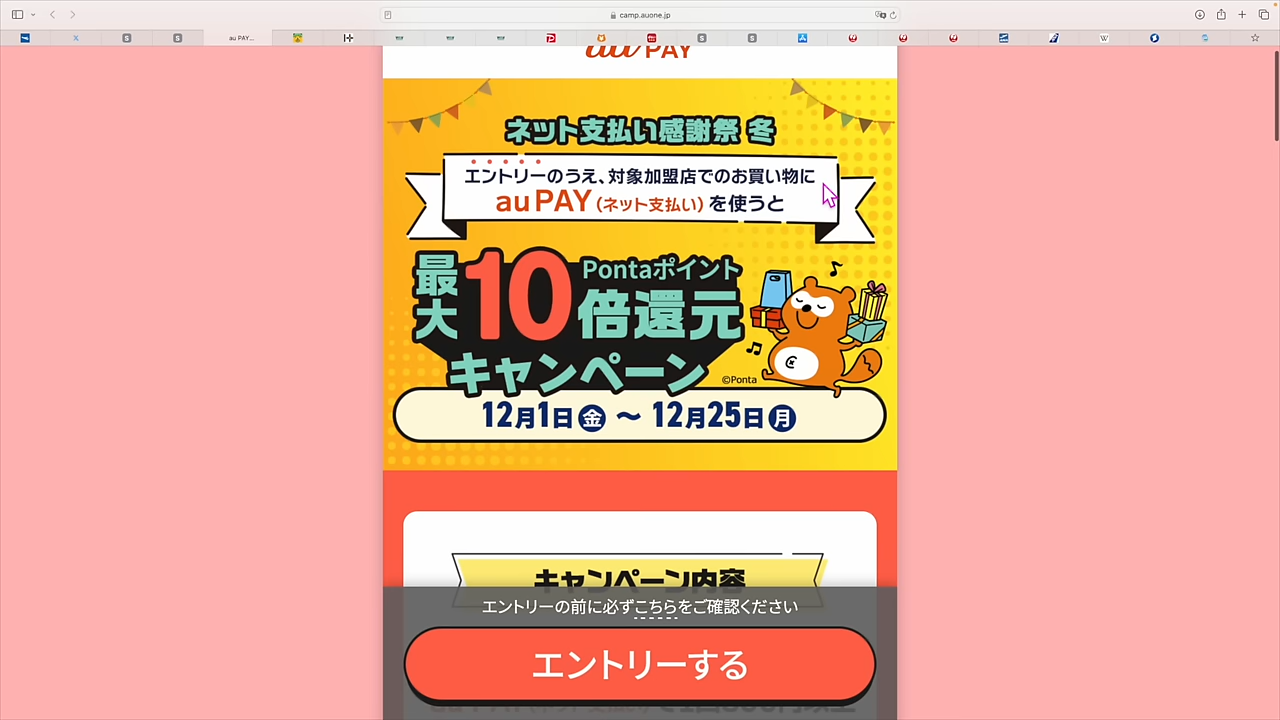 camp.auone.jp
au PAY...
au PAY
ネット支払い感謝祭 冬
エントリーのうえ、対象加盟店でのお買い物に
au PAY(ネット支払い)を使うと
最大10倍還元
Pontaポイント
キャンペーン
©Ponta
12月1日金 〜 12月25日月
キャンペーン内容
エントリーの前に必ずこちらをご確認ください
エントリーする